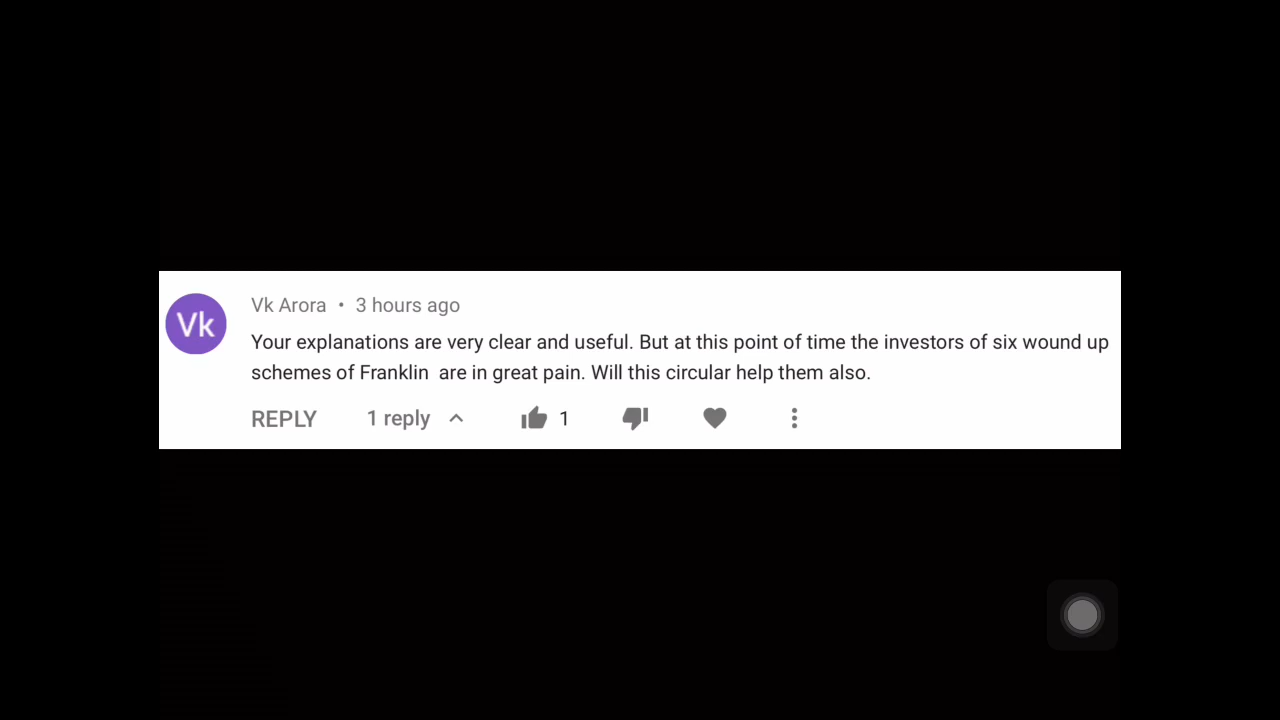 Vk
Vk Arora • 3 hours ago
Your explanations are very clear and useful. But at this point of time the investors of six wound up
schemes of Franklin  are in great pain. Will this circular help them also.
REPLY 1 reply 1